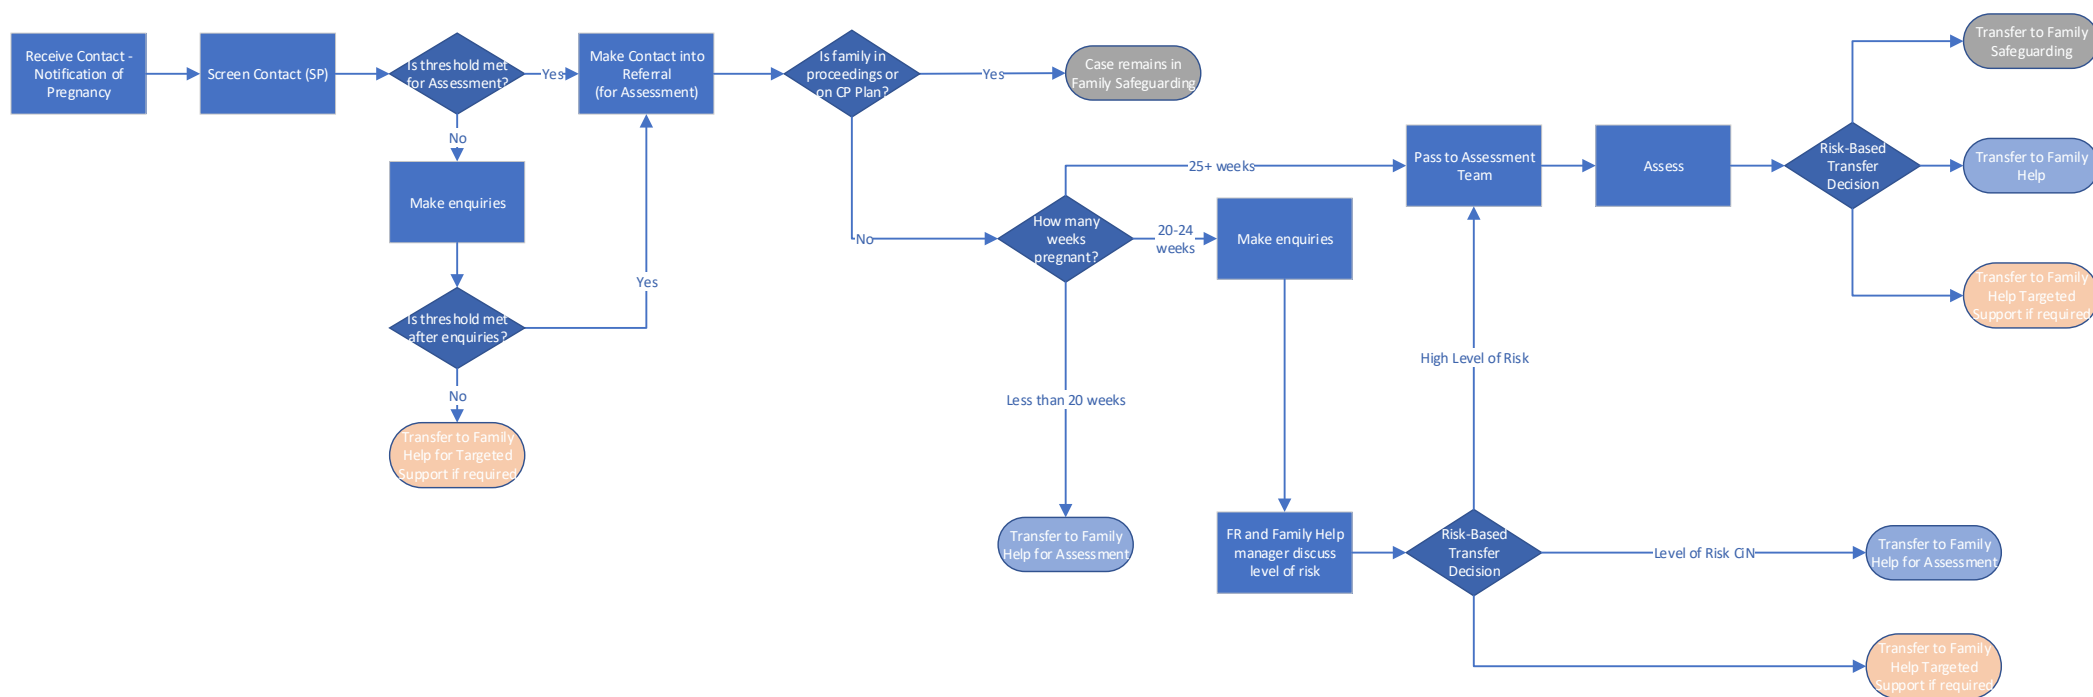 Receive Contact -
Notification of
Pregnancy
Screen Contact (SP)
Is threshold met
for Assessment?
Yes
Make Contact into
Referral
(for Assessment)
Is family in
proceedings or
on CP Plan?
Yes
Case remains in
Family Safeguarding
No
Make enquiries
Is threshold met
after enquiries?
Yes
No
Transfer to Family
Help for Targeted
Support if required
No
How many
weeks
pregnant?
25+ weeks
20-24
weeks
Make enquiries
Less than 20 weeks
Transfer to Family
Help for Assessment
FR and Family Help
manager discuss
level of risk
Risk-Based
Transfer
Decision
High Level of Risk
Level of Risk CiN
Transfer to Family
Help for Assessment
Transfer to Family
Help Targeted
Support if required
Pass to Assessment
Team
Assess
Risk-Based
Transfer
Decision
Transfer to Family
Safeguarding
Transfer to Family
Help
Transfer to Family
Help Targeted
Support if required